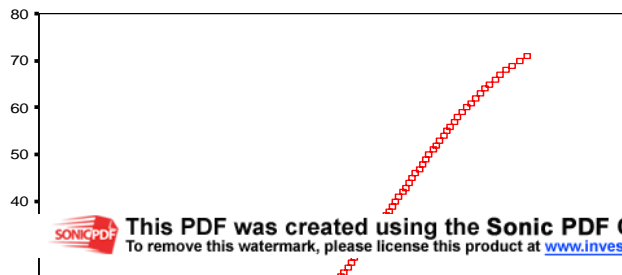 80
70
60
50
40
SONICPDF
This PDF was created using the Sonic PDF
To remove this watermark, please license this product at www.inves